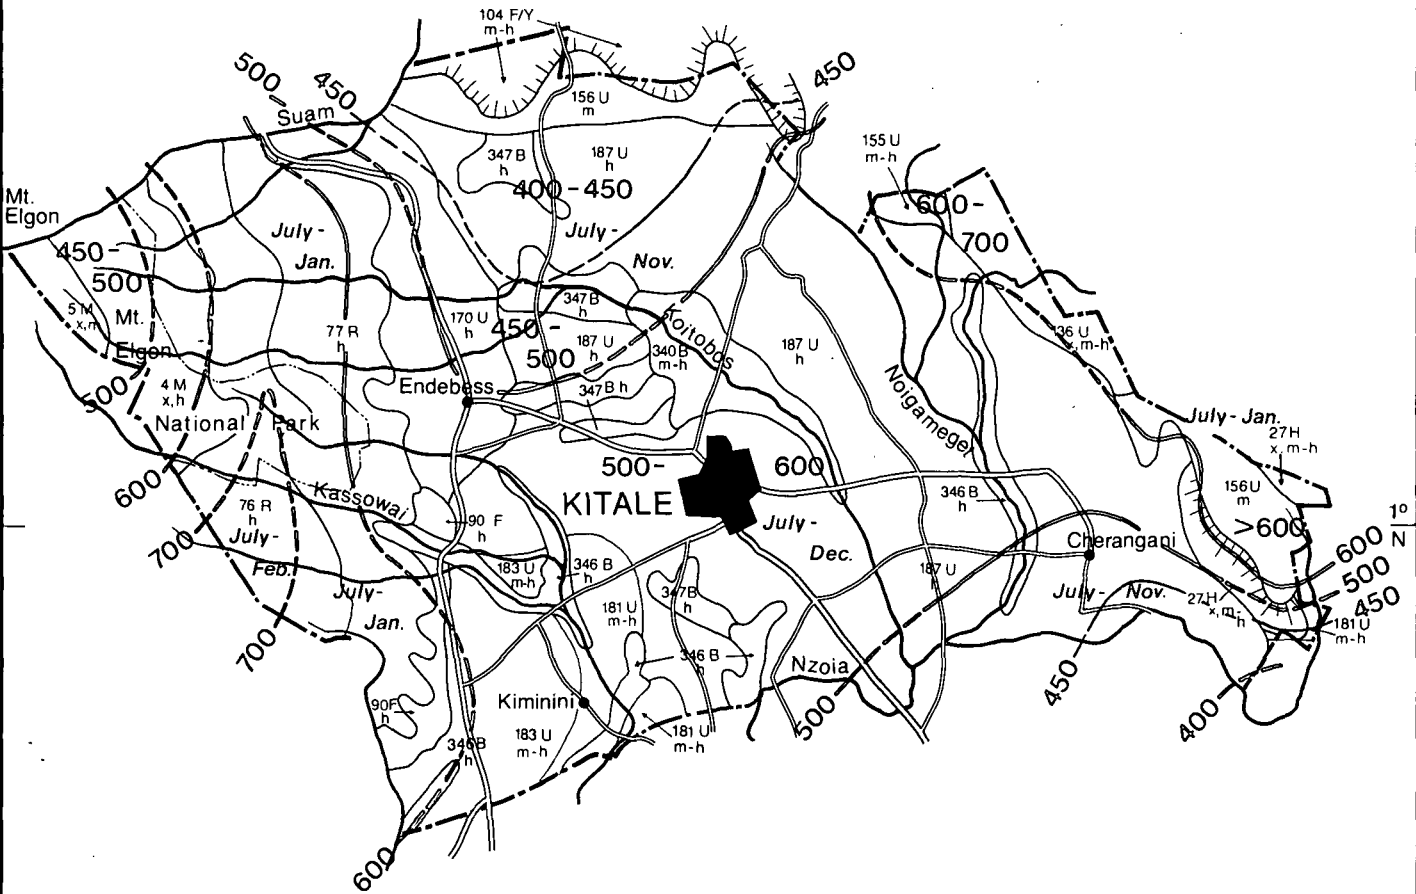 104 F/Y
m-h
500
450
450
Suam
156 U
m
155 U
m-h
347 B
h
187 U
h
400-450
Mt.
Elgon
600-
700
July-
Jan.
July-
Nov.
450-
500
5 M
Mt.
Elgon
77 R
h
170 U
h
347 B
h
450-
500
187 U
h
340 B
m-h
Koitobos
187 U
h
m-h
500
4 M
x,h
Endebess
347 B h
Noigamegel
National Park
July-Jan.
27 H
x, m-h
600
Kassowai
500-
600
KITALE
346 B
h
156 U
m
76 R
h
90 F
h
July-
Dec.
>600
1°
N
700
July-
Feb.
183 U
m-h
346 B
h
Cherangani
600
500
450
187 U
h
July-
Jan.
181 U
m-h
347 B
h
July- Nov.
27 H
x, m-
h
181 U
m-h
700
346 B
h
Nzoia
450
400
90 F
h
Kiminini
500
183 U
m-h
181 U
m-h
346 B
h
600